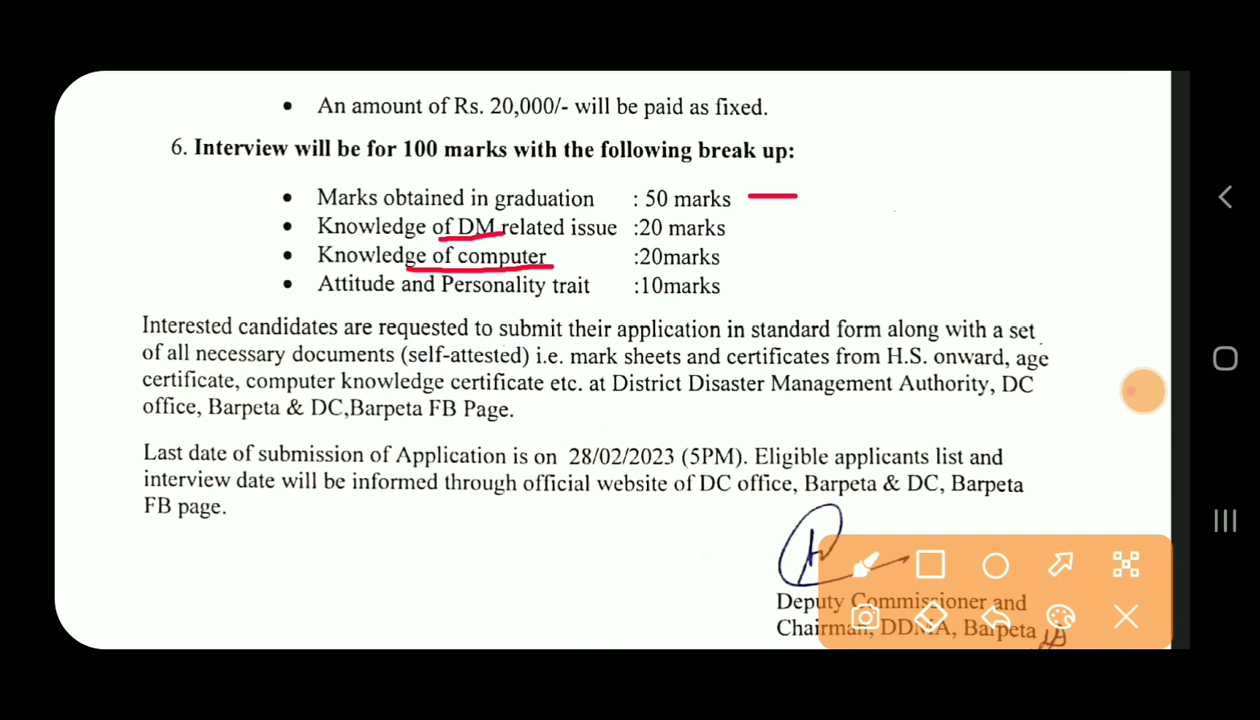 • An amount of Rs. 20,000/- will be paid as fixed.
6. Interview will be for 100 marks with the following break up:
• Marks obtained in graduation : 50 marks
• Knowledge of DM related issue :20 marks
• Knowledge of computer :20marks
• Attitude and Personality trait :10marks
Interested candidates are requested to submit their application in standard form along with a set
of all necessary documents (self-attested) i.e. mark sheets and certificates from H.S. onward, age
certificate, computer knowledge certificate etc. at District Disaster Management Authority, DC
office, Barpeta & DC,Barpeta FB Page.
Last date of submission of Application is on 28/02/2023 (5PM). Eligible applicants list and
interview date will be informed through official website of DC office, Barpeta & DC, Barpeta
FB page.
Deputy Commissioner and
Chairman, DDMA, Barpeta